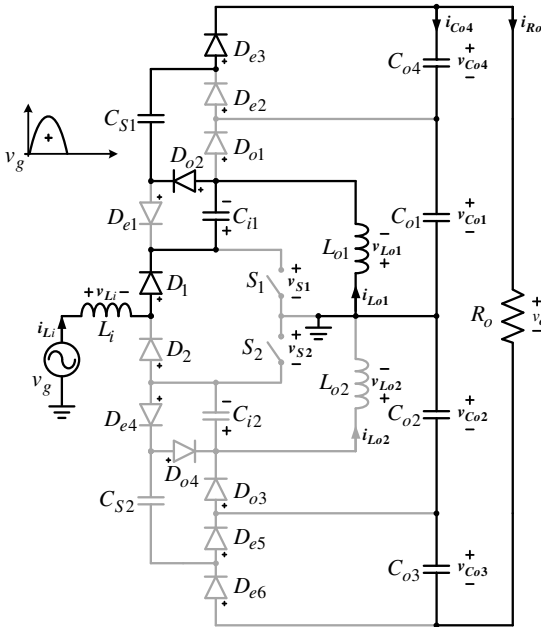 i_Co4
i_Ro
D_e3
+
C_o4
+
v_Co4
−
D_e2
+
C_S1
+
v_g
D_o1
+
D_o2
+
−
C_i1
+
D_e1
+
C_o1
+
v_Co1
−
L_o1
−
v_Lo1
+
D_1
+
S_1
+
v_S1
−
i_Lo1
+ v_Li −
L_i
i_Li
v_g
R_o
+
v_o
−
D_2
+
S_2
+
v_S2
−
L_o2
−
v_Lo2
+
D_e4
+
−
C_i2
+
C_o2
+
v_Co2
−
i_Lo2
D_o4
+
C_S2
D_o3
+
D_e5
+
C_o3
+
v_Co3
−
D_e6
+